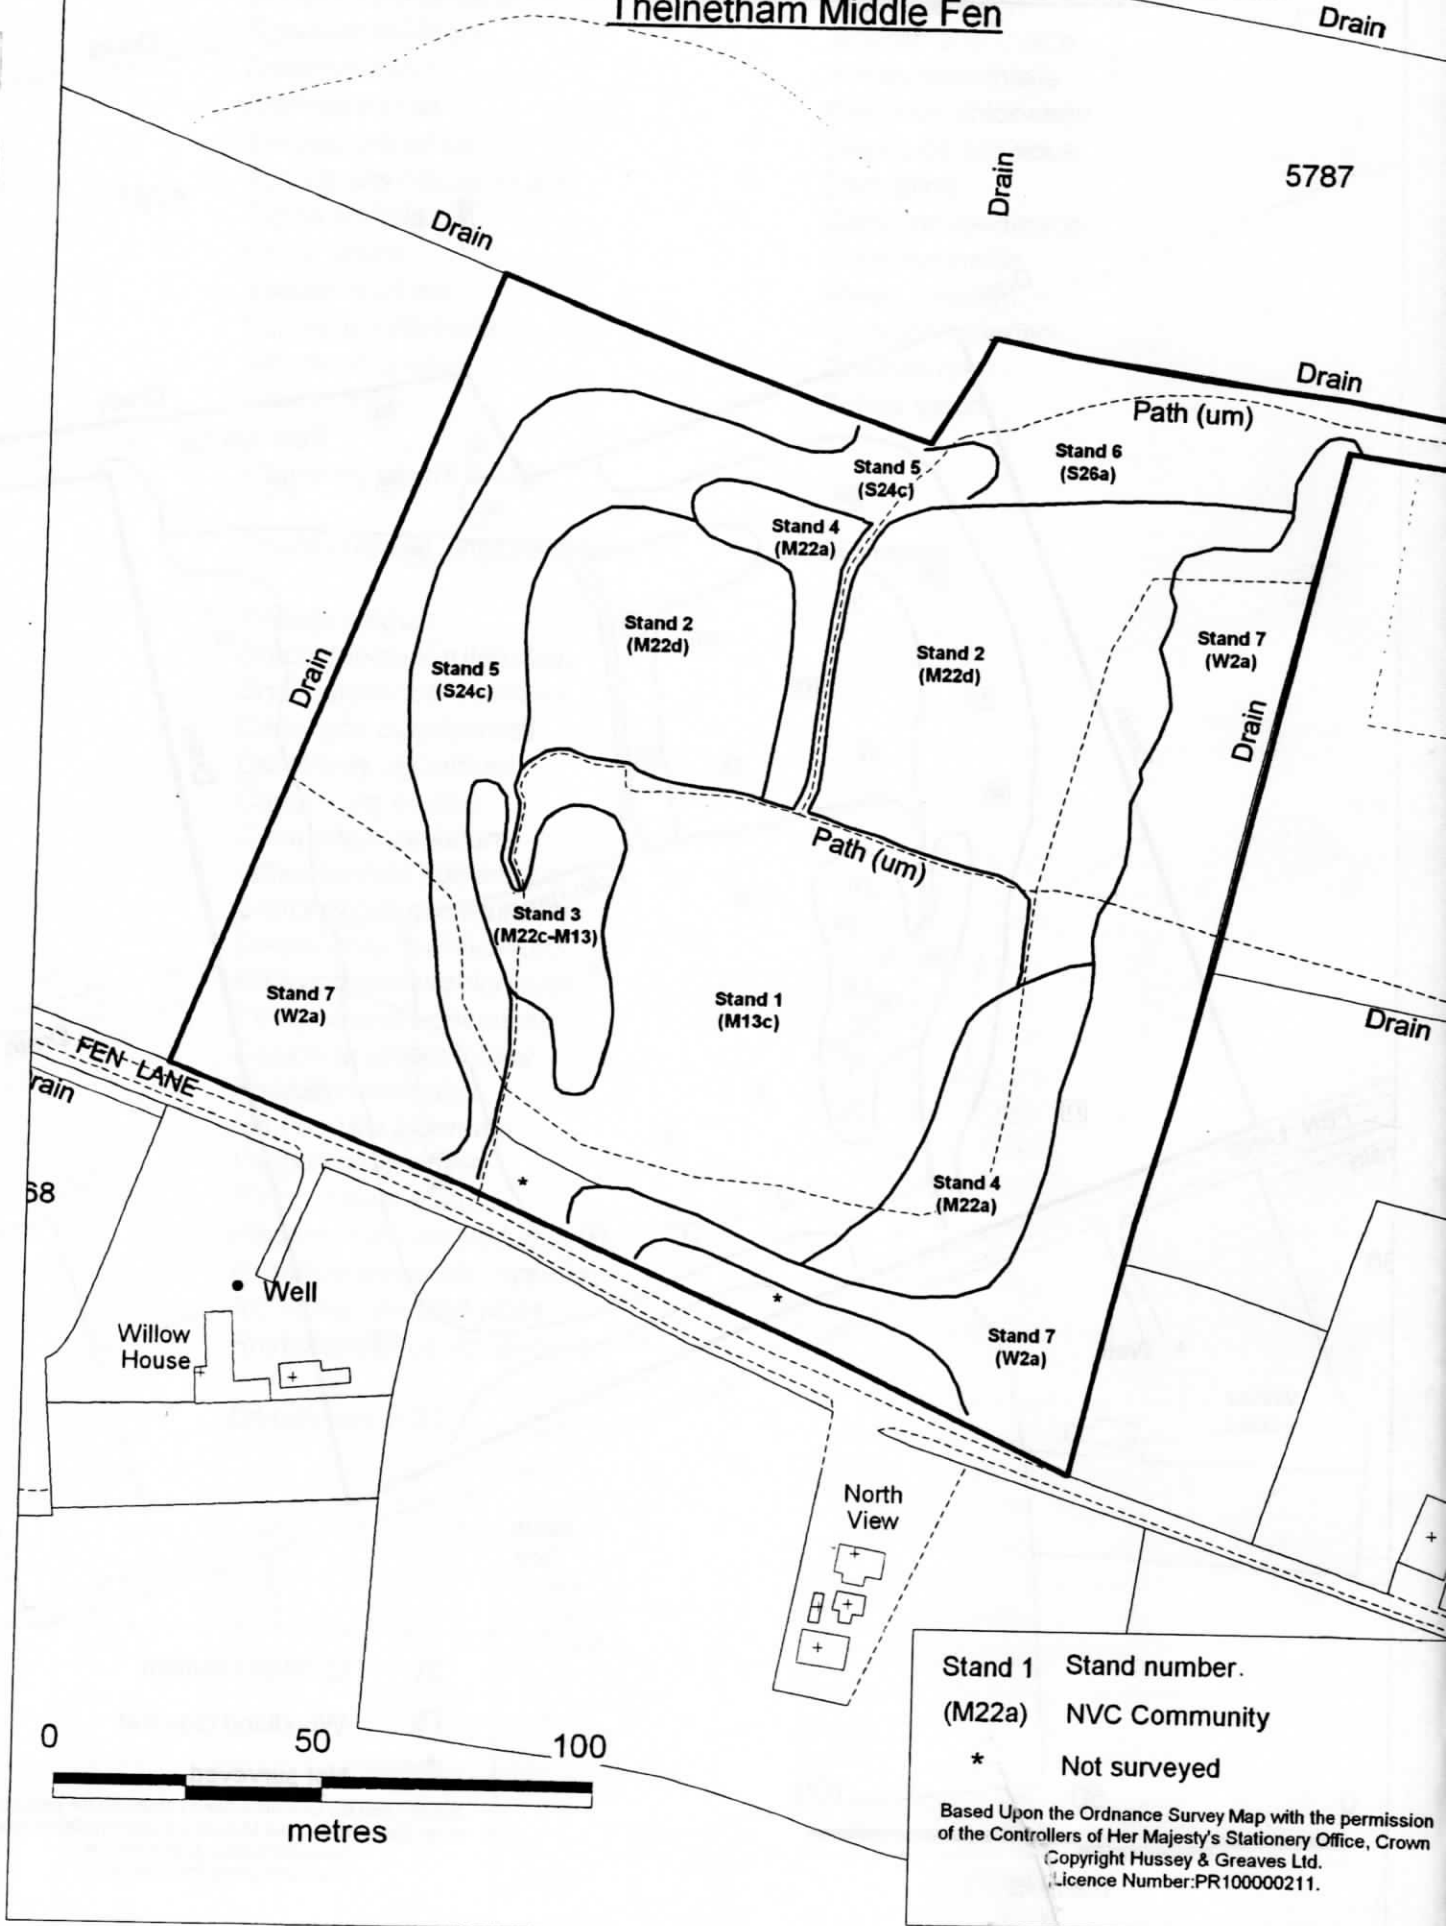 Thelnetham Middle Fen
Drain
Drain
5787
Drain
Drain
Path (um)
Stand 6
(S26a)
Stand 5
(S24c)
Stand 4
(M22a)
Stand 2
(M22d)
Stand 2
(M22d)
Stand 7
(W2a)
Stand 5
(S24c)
Drain
Drain
Path (um)
Stand 3
(M22c-M13)
Stand 7
(W2a)
Stand 1
(M13c)
Drain
FEN LANE
rain
*
Stand 4
(M22a)
68
Well
*
Willow
House
Stand 7
(W2a)
North
View
0 50 100
metres
Stand 1 Stand number.
(M22a) NVC Community
* Not surveyed
Based Upon the Ordnance Survey Map with the permission
of the Controllers of Her Majesty's Stationery Office, Crown
Copyright Hussey & Greaves Ltd.
Licence Number:PR100000211.